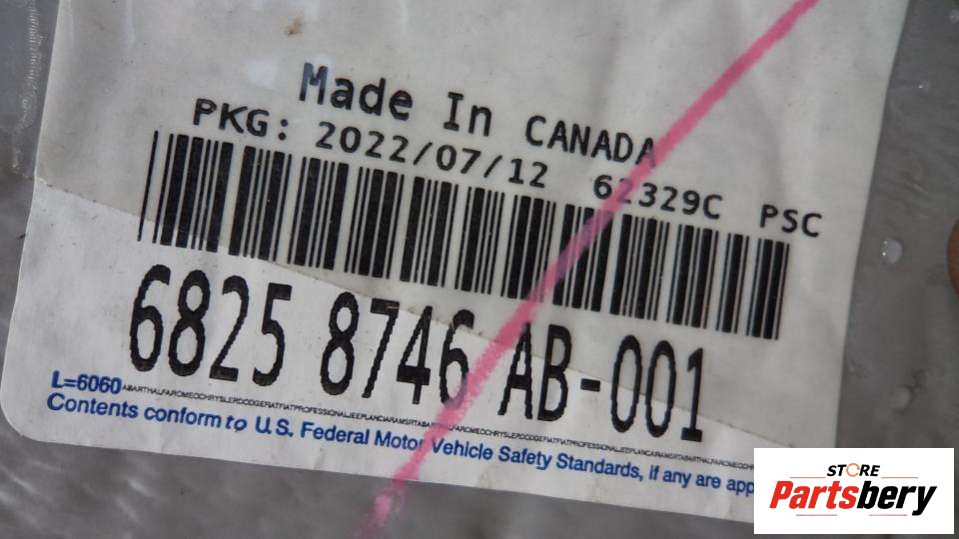 Made In CANADA
PKG: 2022/07/12 62329C PSC
6825 8746 AB-001
L=6060 ABARTHALFAROMEOCHRYSLERDODGEFIATFIATPROFESSIONALJEEPLANCIARAMSRTABARTHALFAROMEOCHRYSLERDODGEFIATFIATPROFESSIONALJEEPLANCIARAMSRTABARTHALFAROMEOCHR
Contents conform to U.S. Federal Motor Vehicle Safety Standards, if any are app
STORE
Partsbery